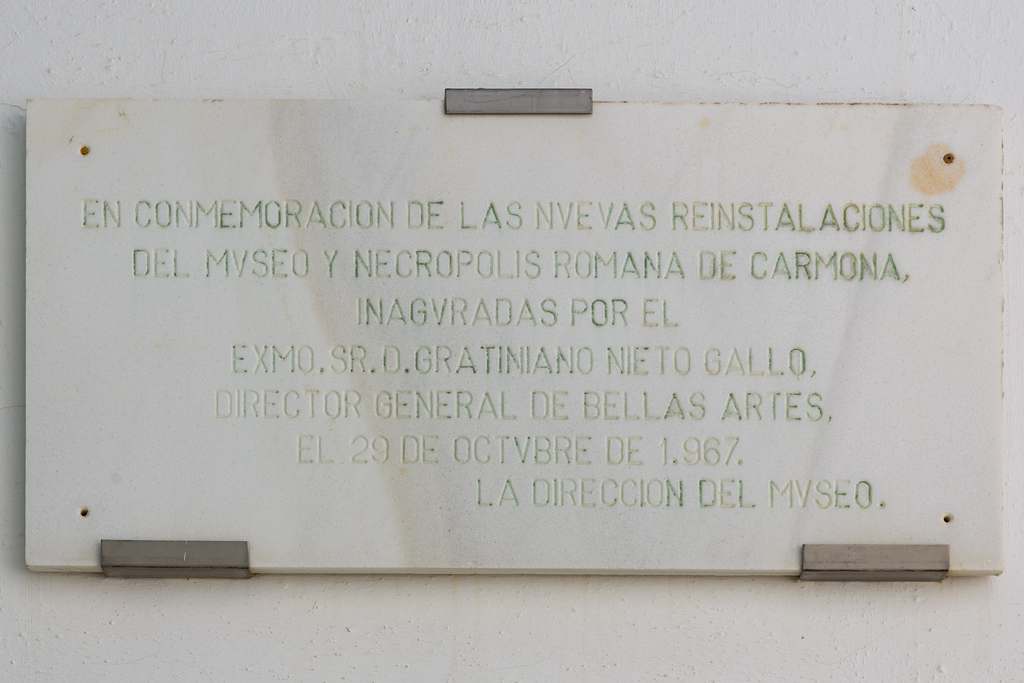 EN CONMEMORACION DE LAS NVEVAS REINSTALACIONES
DEL MVSEO Y NECROPOLIS ROMANA DE CARMONA,
INAGVRADAS POR EL
EXMO. SR. D. GRATINIANO NIETO GALLO,
DIRECTOR GENERAL DE BELLAS ARTES,
EL 29 DE OCTVBRE DE 1.967.
LA DIRECCION DEL MVSEO.